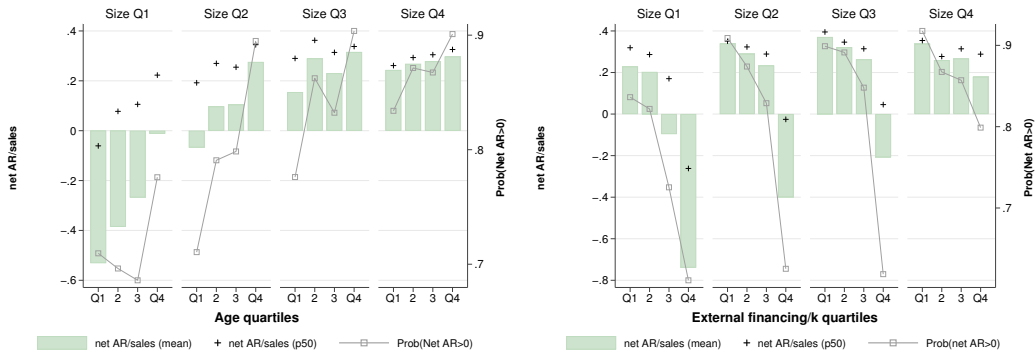 Size Q1 Size Q2 Size Q3 Size Q4
.4
.2
0
-.2
-.4
-.6
net AR/sales
.9
.8
.7
Prob(Net AR>0)
Q1 2 3 Q4 Q1 2 3 Q4 Q1 2 3 Q4 Q1 2 3 Q4
Age quartiles
net AR/sales (mean) net AR/sales (p50) Prob(Net AR>0)
Size Q1 Size Q2 Size Q3 Size Q4
.4
.2
0
-.2
-.4
-.6
-.8
net AR/sales
.9
.8
.7
Prob(Net AR>0)
Q1 2 3 Q4 Q1 2 3 Q4 Q1 2 3 Q4 Q1 2 3 Q4
External financing/k quartiles
net AR/sales (mean) net AR/sales (p50) Prob(net AR>0)